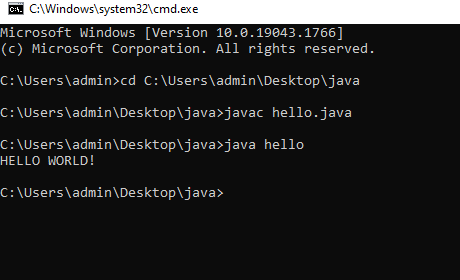 C:\Windows\system32\cmd.exe
Microsoft Windows [Version 10.0.19043.1766]
(c) Microsoft Corporation. All rights reserved.
C:\Users\admin>cd C:\Users\admin\Desktop\java
C:\Users\admin\Desktop\java>javac hello.java
C:\Users\admin\Desktop\java>java hello
HELLO WORLD!
C:\Users\admin\Desktop\java>